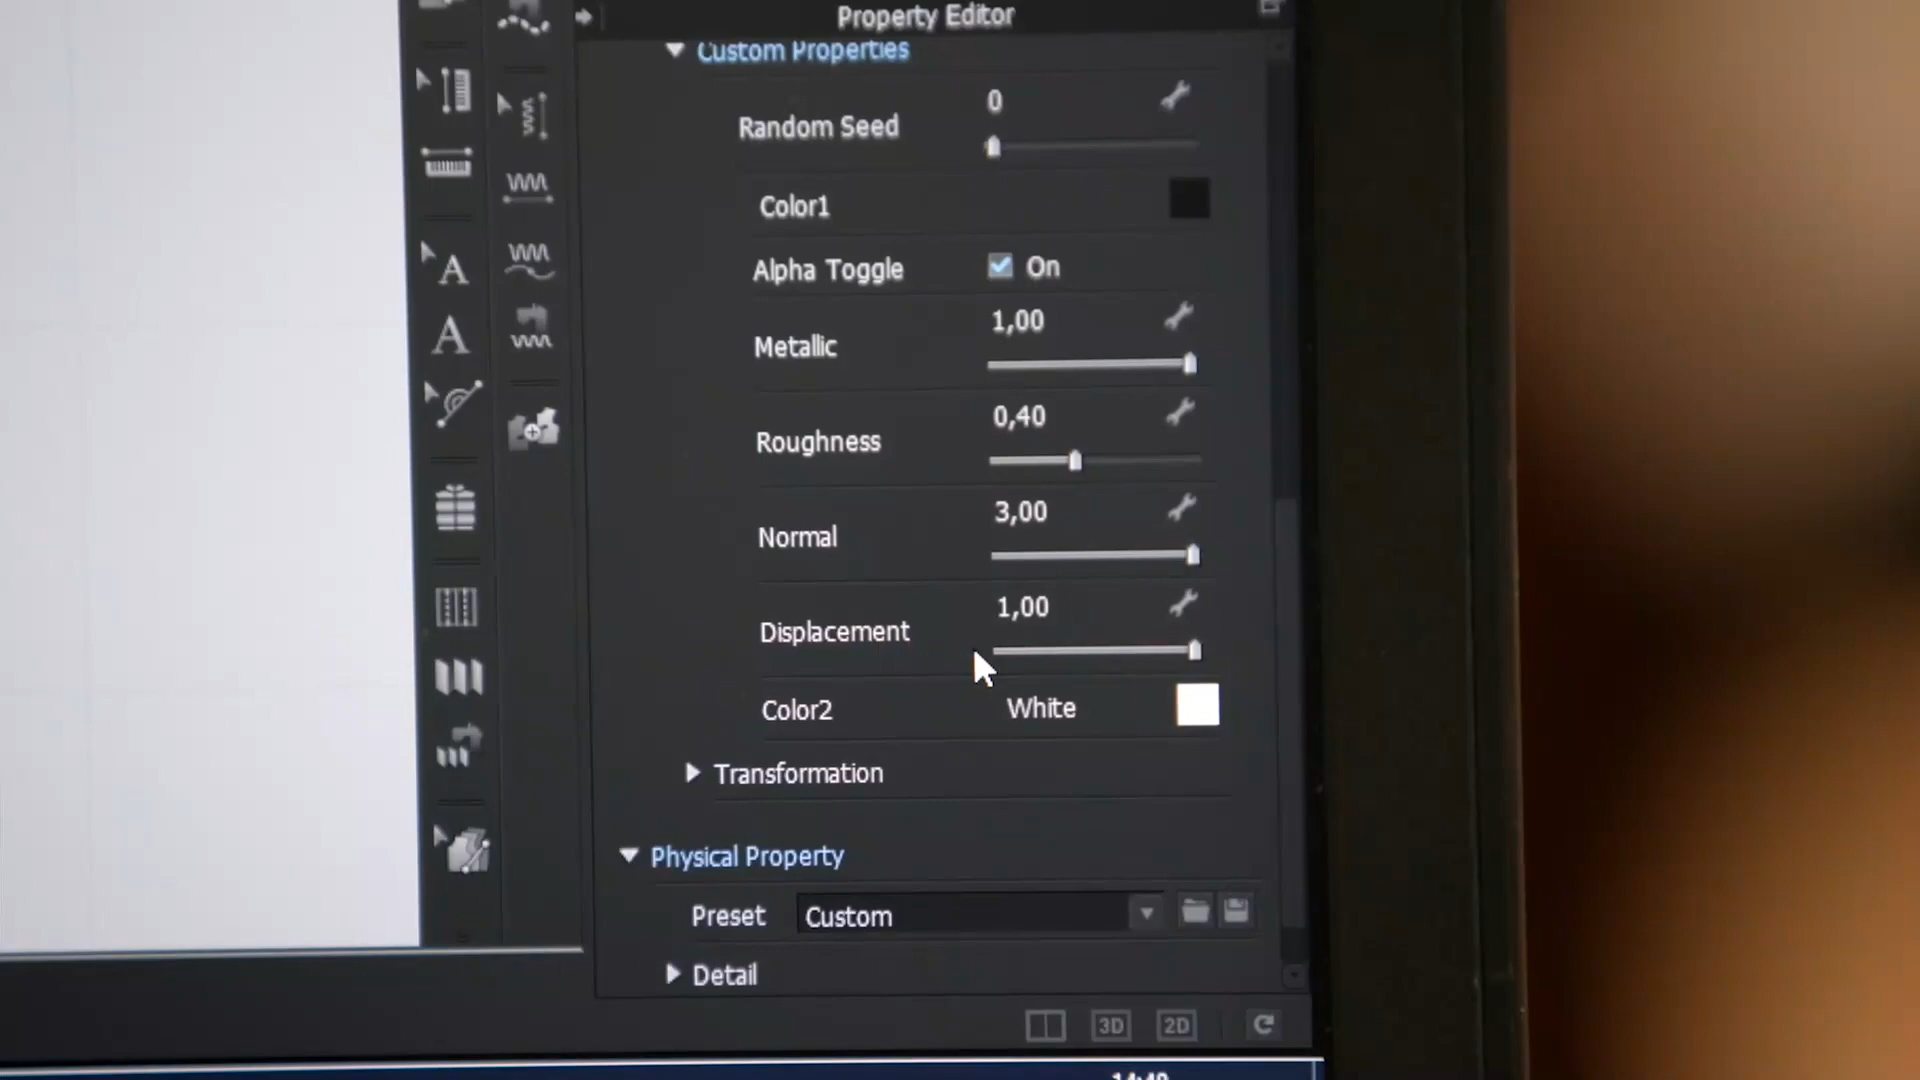 Property Editor
Custom Properties
0
Random Seed
Color1
Alpha Toggle On
1,00
Metallic
0,40
Roughness
3,00
Normal
1,00
Displacement
Color2 White
Transformation
Physical Property
Preset Custom
Detail
3D 2D